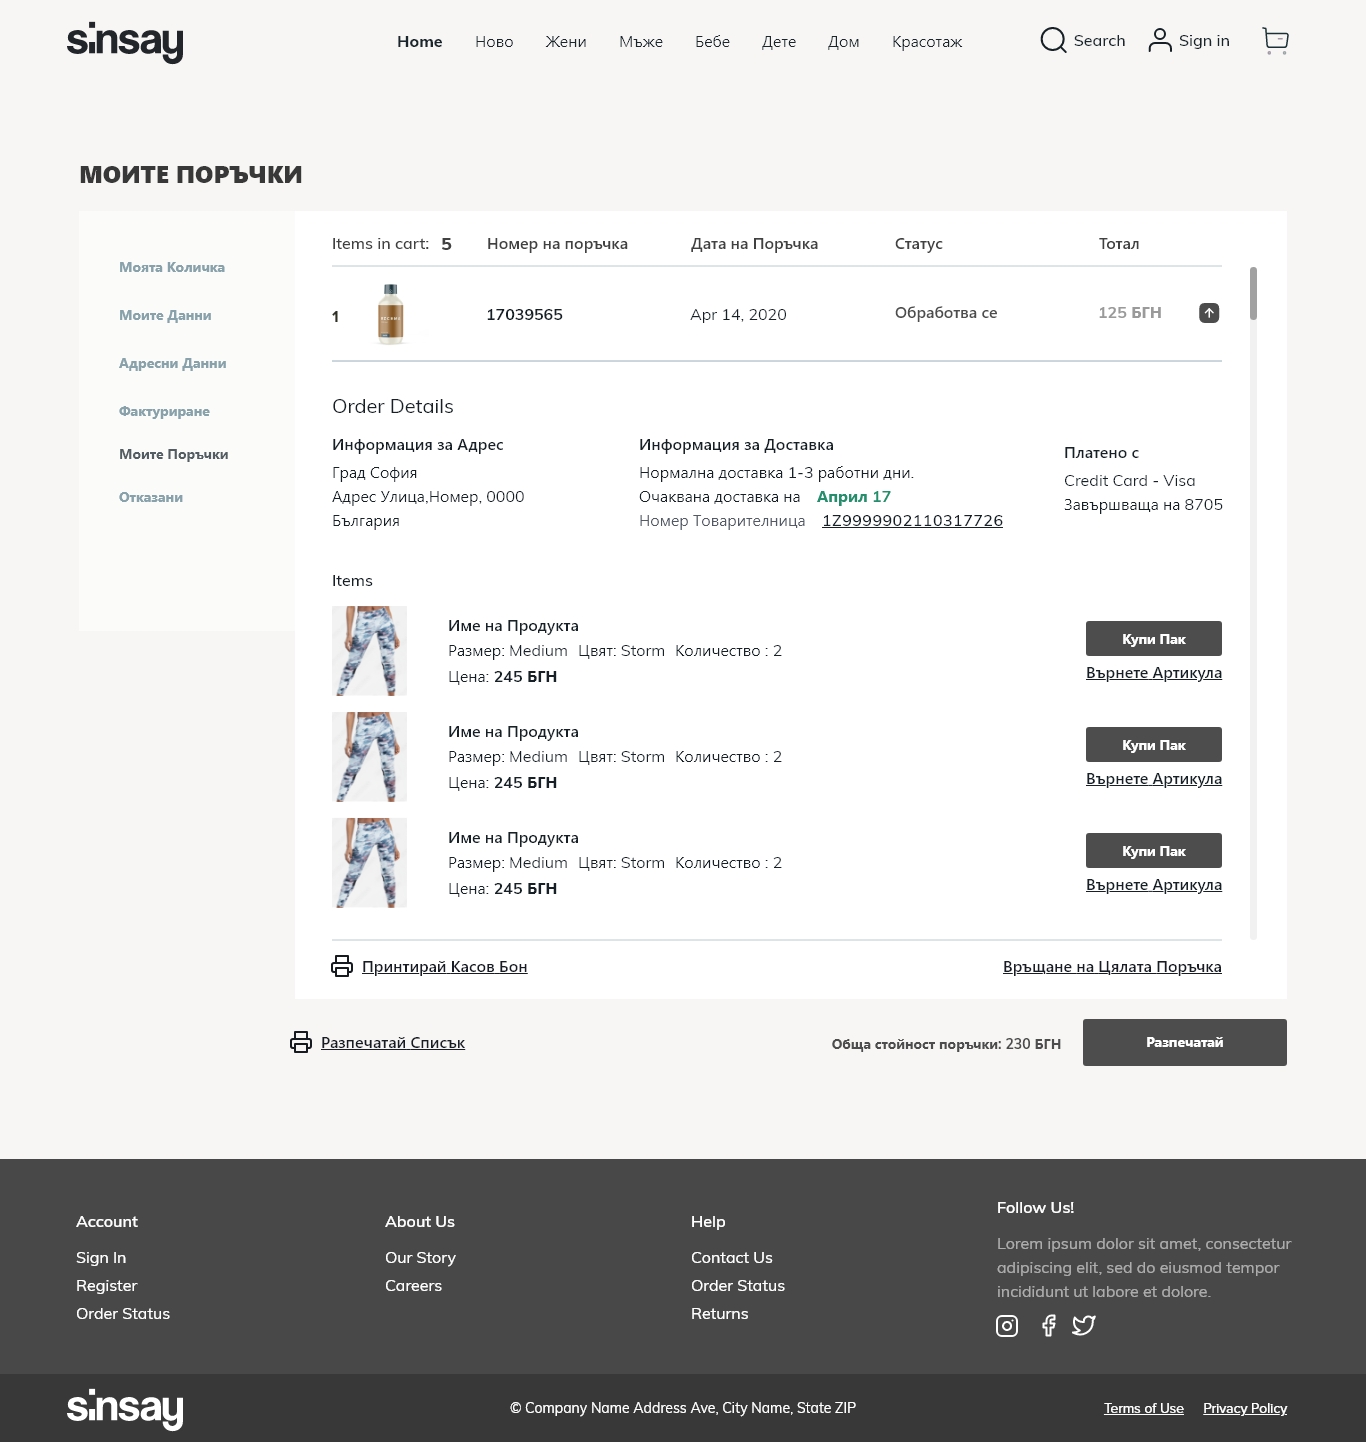 sinsay
Home Ново Жени Мъже Бебе Дете Дом Красотаж Search Sign in
МОИТЕ ПОРЪЧКИ
Моята Количка
Моите Данни
Адресни Данни
Фактуриране
Моите Поръчки
Отказани
Items in cart: 5 Номер на поръчка Дата на Поръчка Статус Тотал
1 17039565 Apr 14, 2020 Обработва се 125 БГН
Order Details
Информация за Адрес
Град София
Адрес Улица,Номер, 0000
България
Информация за Доставка
Нормална доставка 1-3 работни дни.
Очаквана доставка на Април 17
Номер Товарителница 1Z9999902110317726
Платено с
Credit Card - Visa
Завършваща на 8705
Items
Име на Продукта
Размер: Medium Цвят: Storm Количество : 2
Цена: 245 БГН
Купи Пак
Върнете Артикула
Име на Продукта
Размер: Medium Цвят: Storm Количество : 2
Цена: 245 БГН
Купи Пак
Върнете Артикула
Име на Продукта
Размер: Medium Цвят: Storm Количество : 2
Цена: 245 БГН
Купи Пак
Върнете Артикула
Принтирай Касов Бон Връщане на Цялата Поръчка
Разпечатай Списък Обща стойност поръчки: 230 БГН Разпечатай
Account
Sign In
Register
Order Status
About Us
Our Story
Careers
Help
Contact Us
Order Status
Returns
Follow Us!
Lorem ipsum dolor sit amet, consectetur
adipiscing elit, sed do eiusmod tempor
incididunt ut labore et dolore.
sinsay © Company Name Address Ave, City Name, State ZIP Terms of Use Privacy Policy